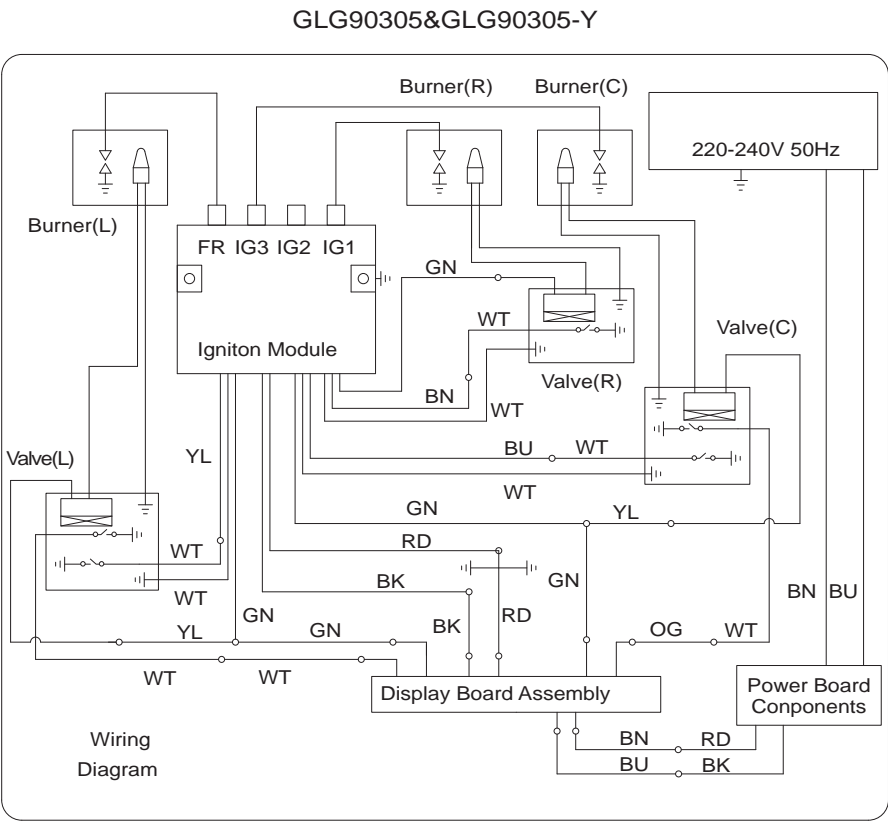 GLG90305&GLG90305-Y
Burner(R)
Burner(C)
220-240V 50Hz
Burner(L)
FR IG3 IG2 IG1
GN
WT
Valve(C)
Igniton Module
Valve(R)
BN
WT
BU
WT
YL
Valve(L)
WT
GN
YL
RD
WT
BK
GN
BN
BU
WT
GN
BK
RD
YL
GN
OG
WT
WT
WT
Display Board Assembly
Power Board
Conponents
Wiring
Diagram
BN
RD
BU
BK